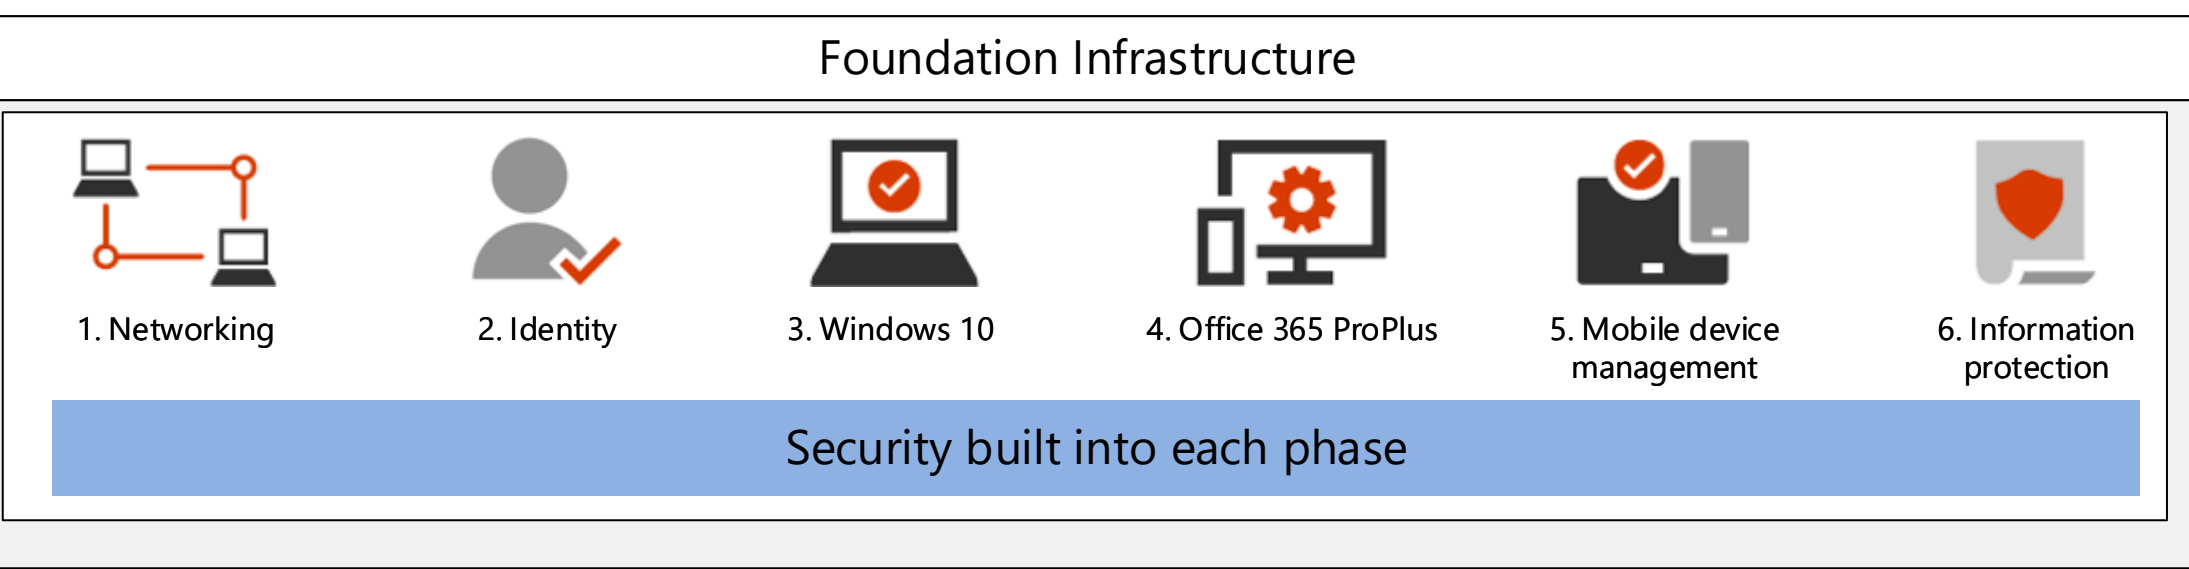 Foundation Infrastructure
1. Networking
2. Identity
3. Windows 10
4. Office 365 ProPlus
5. Mobile device
management
6. Information
protection
Security built into each phase